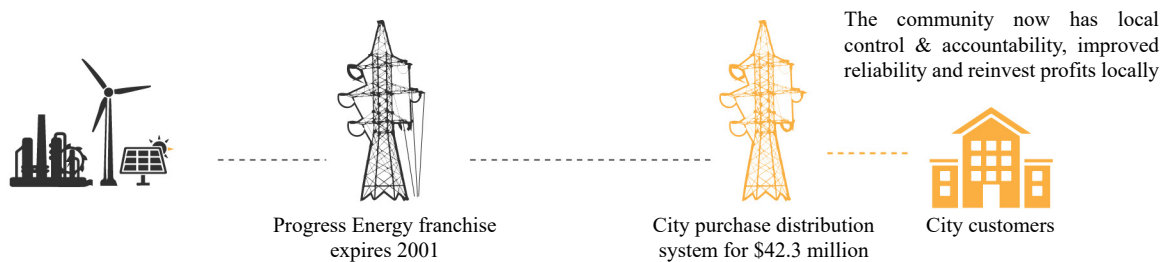 The community now has local
control & accountability, improved
reliability and reinvest profits locally
Progress Energy franchise
expires 2001
City purchase distribution
system for $42.3 million
City customers